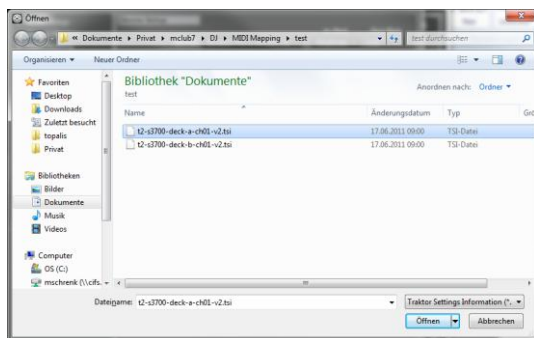 Öffnen
« Dokumente ▸ Privat ▸ mclub7 ▸ DJ ▸ MIDI Mapping ▸ test
test durchsuchen
Organisieren ▾ Neuer Ordner
Favoriten
Desktop
Downloads
Zuletzt besucht
topalis
Privat
Bibliotheken
Bilder
Dokumente
Musik
Videos
Computer
OS (C:)
mschrenk (\\cifs.
Bibliothek "Dokumente"
test
Anordnen nach: Ordner ▾
Name Änderungsdatum Typ Grö
t2-s3700-deck-a-ch01-v2.tsi 17.06.2011 09:00 TSI-Datei
t2-s3700-deck-b-ch01-v2.tsi 17.06.2011 09:00 TSI-Datei
Dateiname: t2-s3700-deck-a-ch01-v2.tsi
Traktor Settings Information (*.
Öffnen Abbrechen